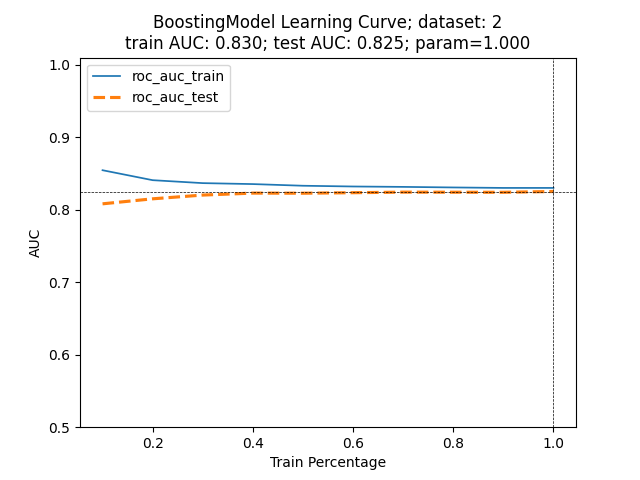 BoostingModel Learning Curve; dataset: 2
train AUC: 0.830; test AUC: 0.825; param=1.000
roc_auc_train
roc_auc_test
1.0
0.9
0.8
0.7
0.6
0.5
AUC
0.2 0.4 0.6 0.8 1.0
Train Percentage